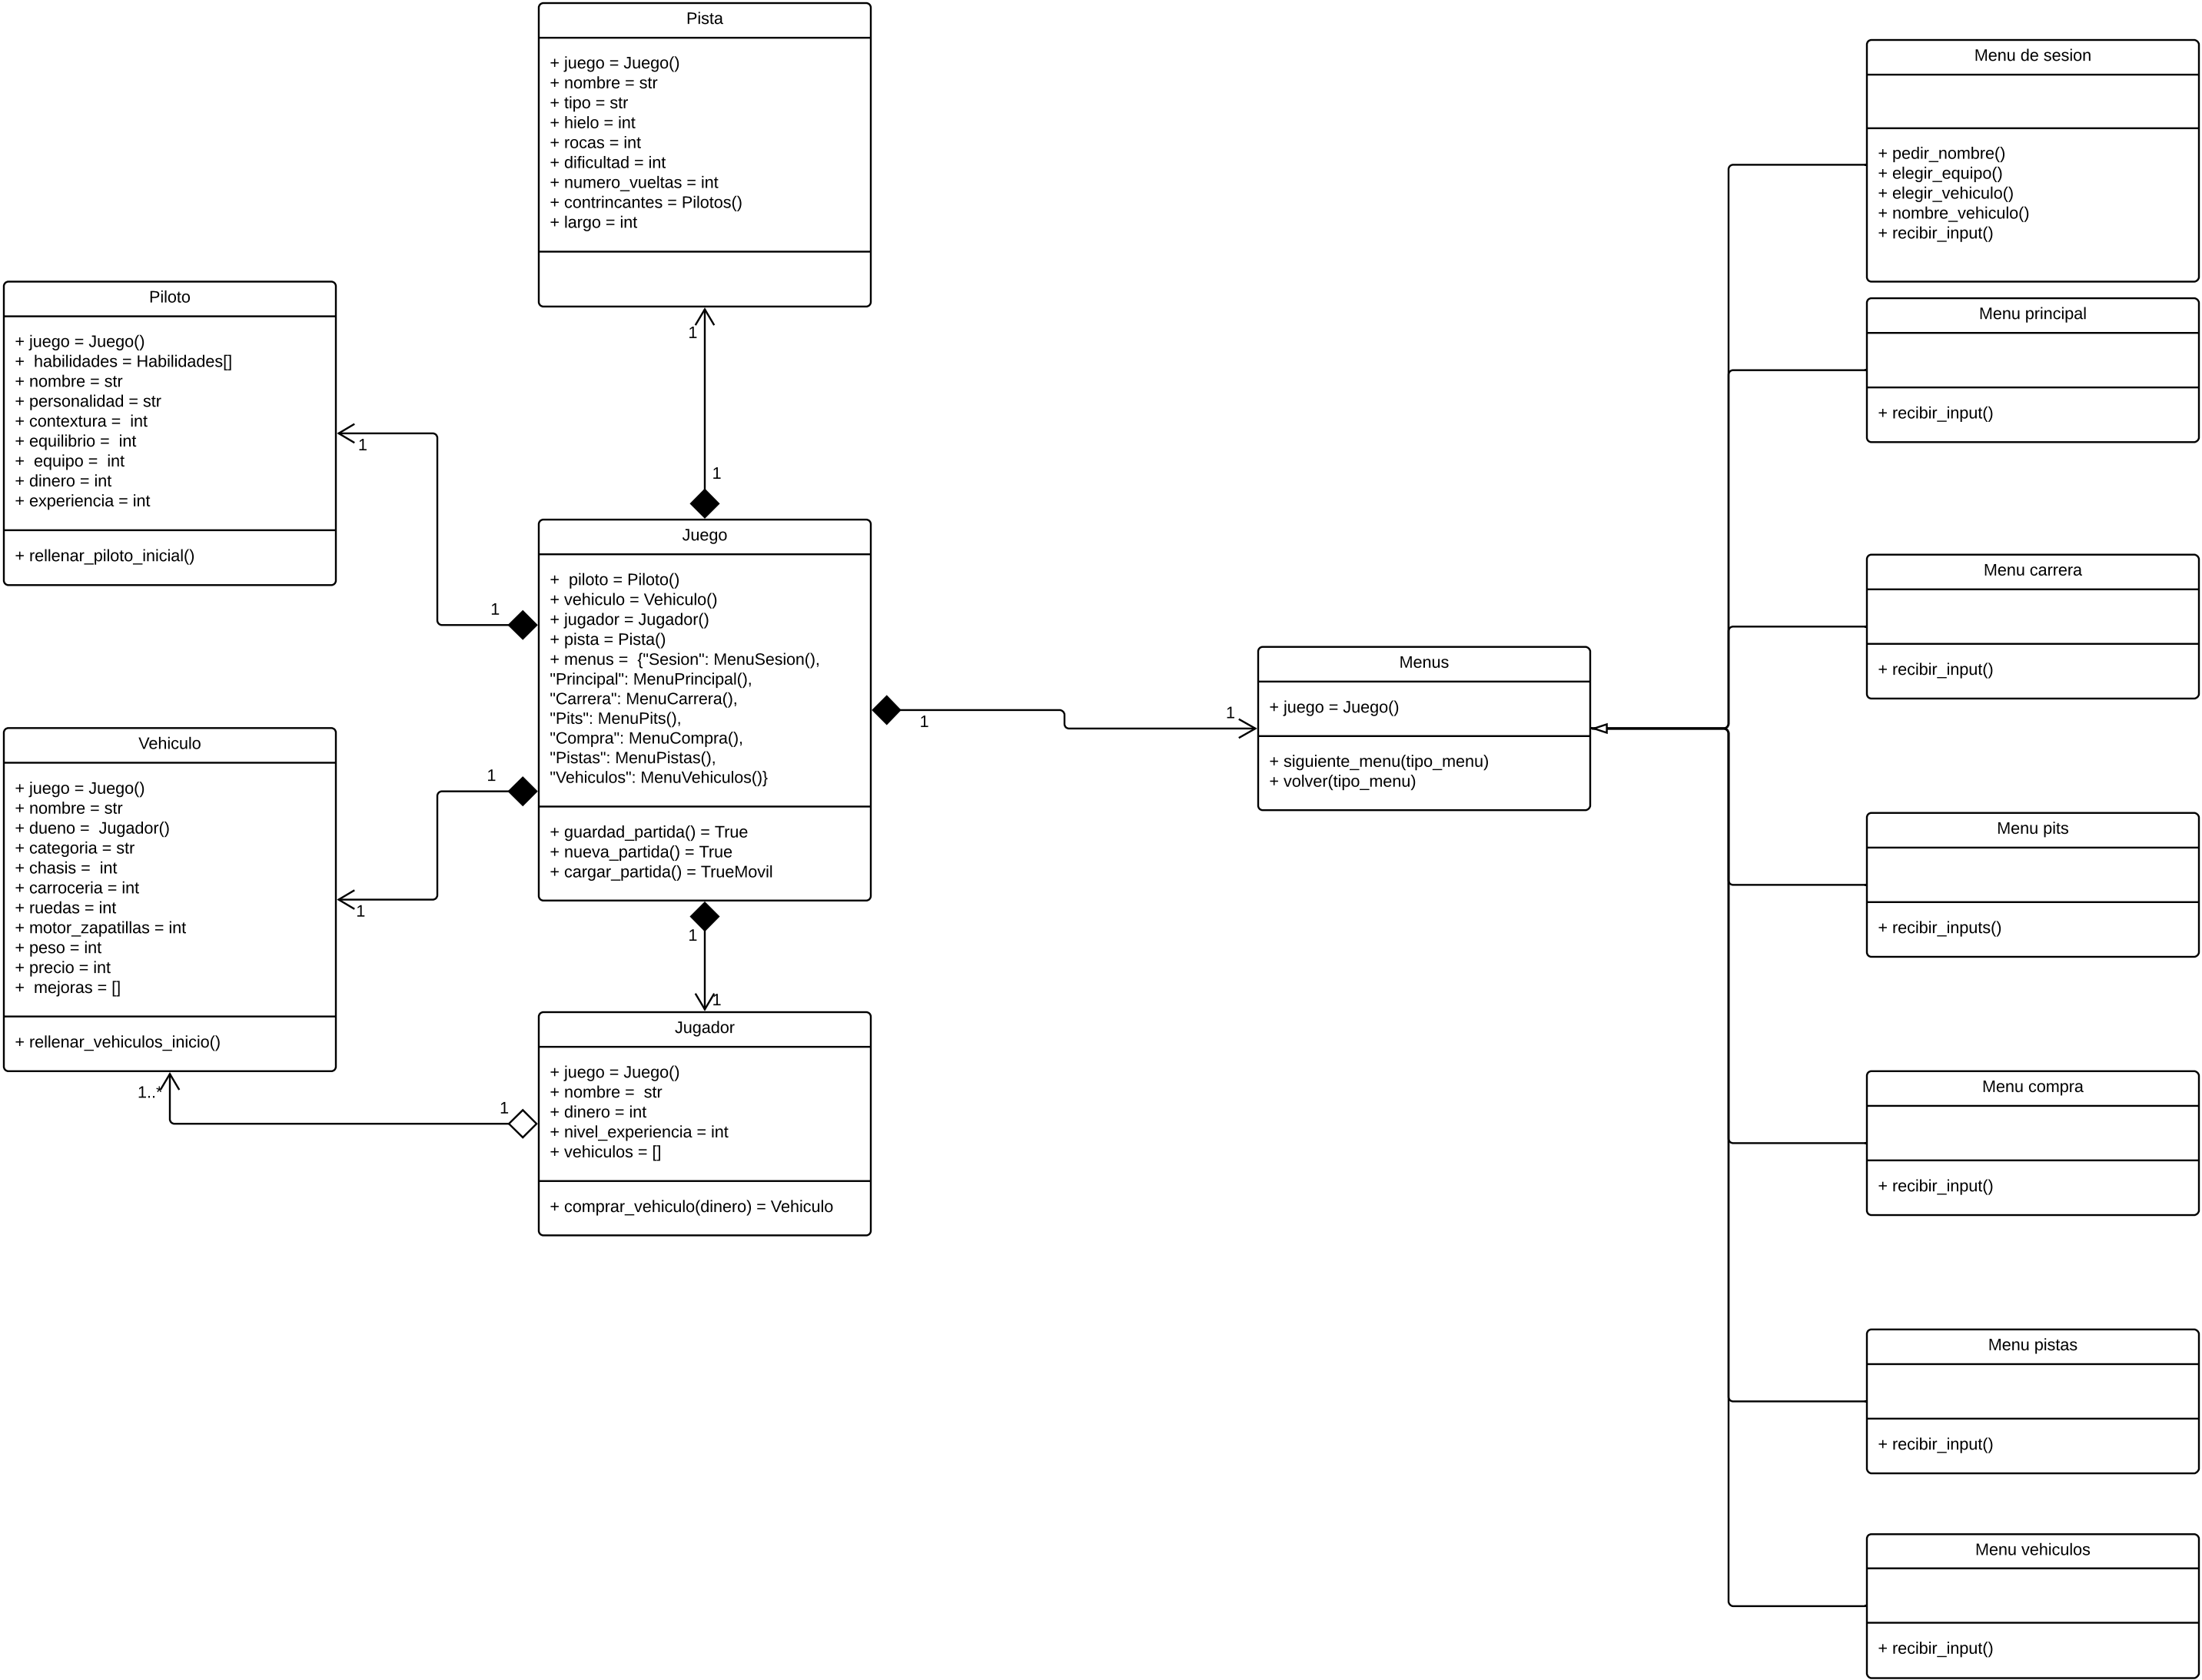 Pista
+ juego = Juego()
+ nombre = str
+ tipo = str
+ hielo = int
+ rocas = int
+ dificultad = int
+ numero_vueltas = int
+ contrincantes = Pilotos()
+ largo = int
1
1
Piloto
+ juego = Juego()
+  habilidades = Habilidades[]
+ nombre = str
+ personalidad = str
+ contextura =  int
+ equilibrio =  int
+  equipo =  int
+ dinero = int
+ experiencia = int
+ rellenar_piloto_inicial()
1
1
Juego
+  piloto = Piloto()
+ vehiculo = Vehiculo()
+ jugador = Jugador()
+ pista = Pista()
+ menus =  {"Sesion": MenuSesion(),
"Principal": MenuPrincipal(),
"Carrera": MenuCarrera(),
"Pits": MenuPits(),
"Compra": MenuCompra(),
"Pistas": MenuPistas(),
"Vehiculos": MenuVehiculos()}
+ guardad_partida() = True
+ nueva_partida() = True
+ cargar_partida() = TrueMovil
1
1
Vehiculo
+ juego = Juego()
+ nombre = str
+ dueno =  Jugador()
+ categoria = str
+ chasis =  int
+ carroceria = int
+ ruedas = int
+ motor_zapatillas = int
+ peso = int
+ precio = int
+  mejoras = []
+ rellenar_vehiculos_inicio()
1
1
1..*
1
1
1
Jugador
+ juego = Juego()
+ nombre =  str
+ dinero = int
+ nivel_experiencia = int
+ vehiculos = []
+ comprar_vehiculo(dinero) = Vehiculo
Menus
+ juego = Juego()
+ siguiente_menu(tipo_menu)
+ volver(tipo_menu)
Menu de sesion
+ pedir_nombre()
+ elegir_equipo()
+ elegir_vehiculo()
+ nombre_vehiculo()
+ recibir_input()
Menu principal
+ recibir_input()
Menu carrera
+ recibir_input()
Menu pits
+ recibir_inputs()
Menu compra
+ recibir_input()
Menu pistas
+ recibir_input()
Menu vehiculos
+ recibir_input()